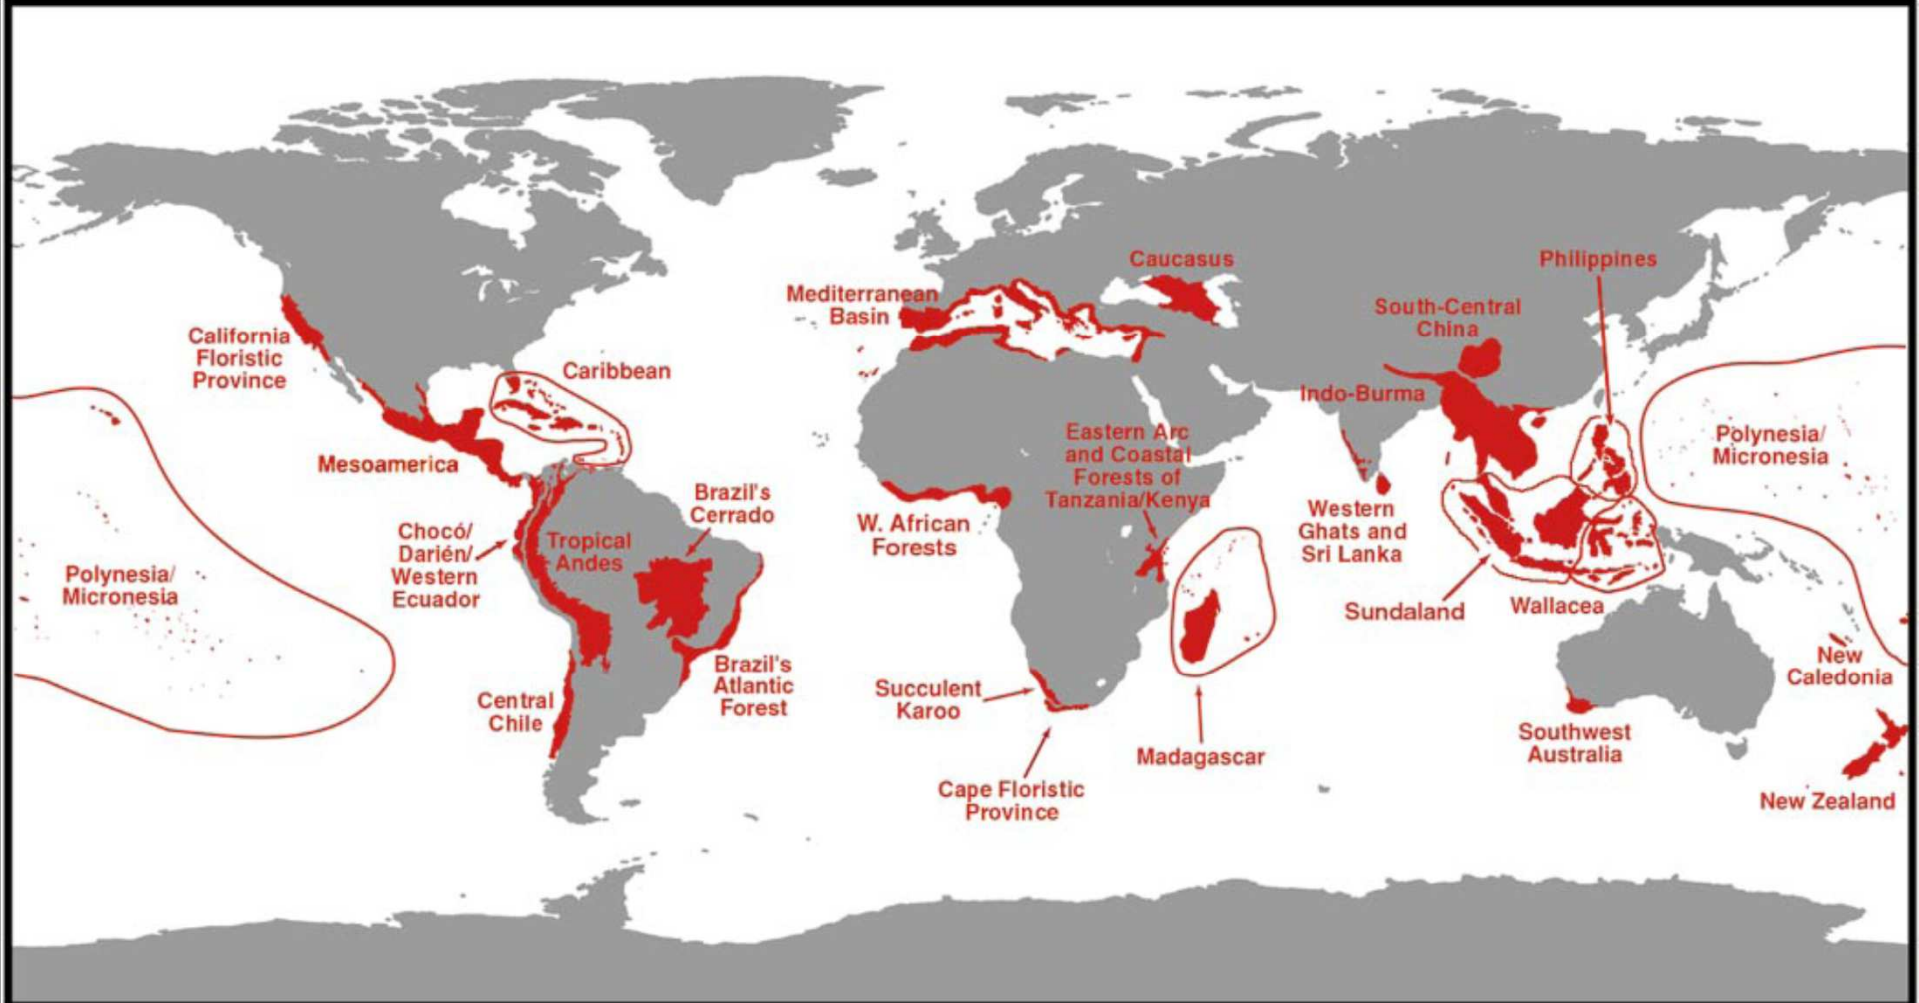 Caucasus
Philippines
Mediterranean
Basin
South-Central
China
California
Floristic
Province
Caribbean
Indo-Burma
Eastern Arc
and Coastal
Forests of
Tanzania/Kenya
Polynesia/
Micronesia
Mesoamerica
Brazil's
Cerrado
Chocó/
Darién/
Western
Ecuador
Tropical
Andes
W. African
Forests
Western
Ghats and
Sri Lanka
Polynesia/
Micronesia
Sundaland
Wallacea
New
Caledonia
Brazil's
Atlantic
Forest
Central
Chile
Succulent
Karoo
Madagascar
Southwest
Australia
Cape Floristic
Province
New Zealand